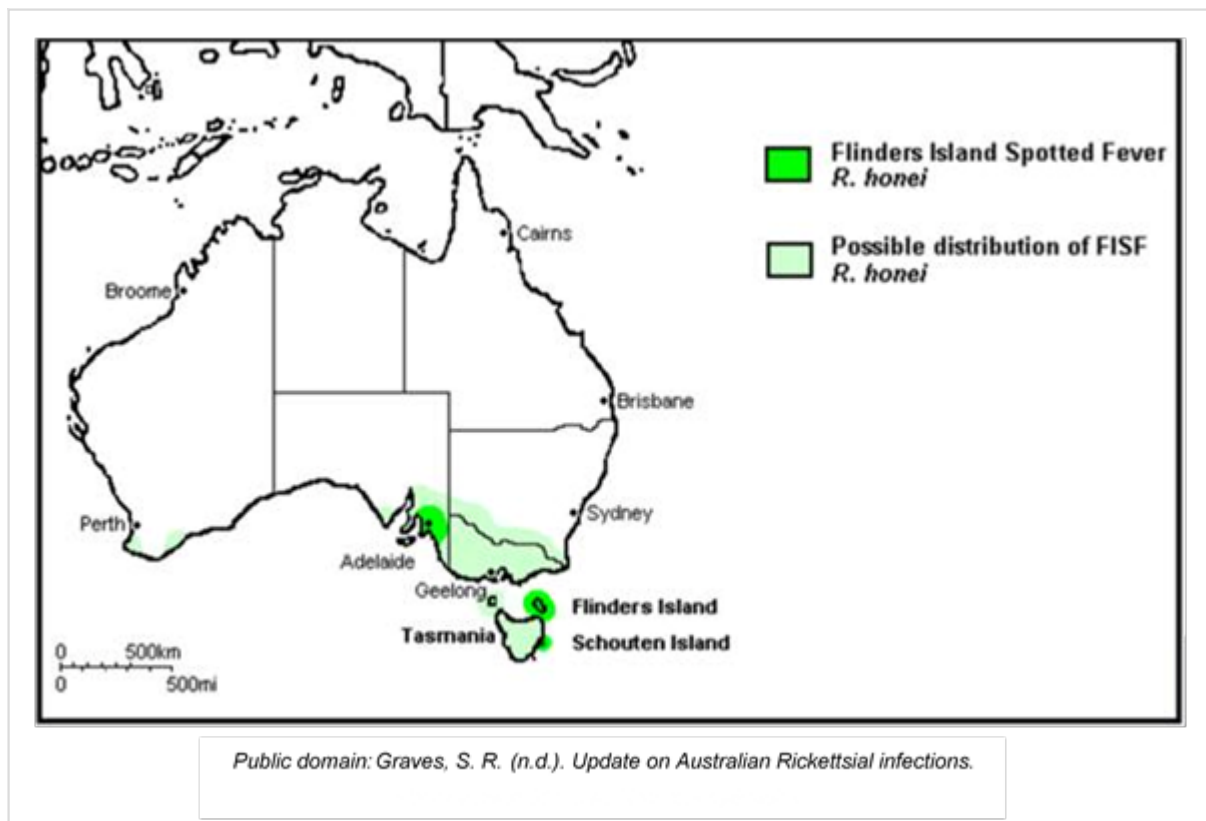 Flinders Island Spotted Fever
R. honei
Possible distribution of FISF
R. honei
Cairns
Broome
Brisbane
Perth
Sydney
Adelaide
Geelong
Flinders Island
Tasmania
Schouten Island
0 500km
0 500mi
Public domain: Graves, S. R. (n.d.). Update on Australian Rickettsial infections.